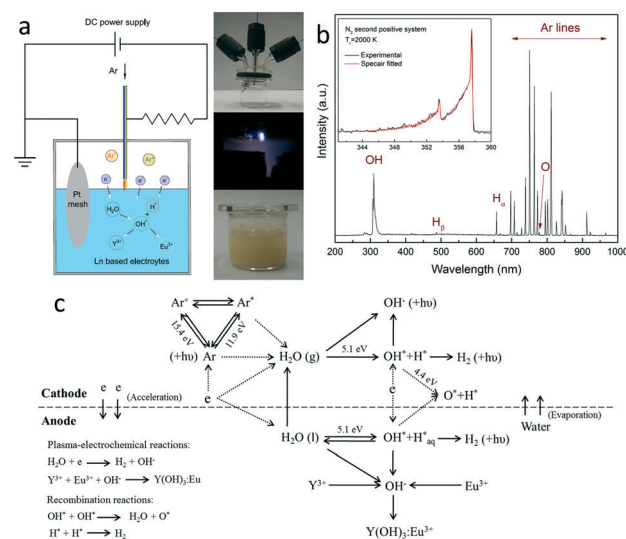 a
DC power supply
Ar
Ar*
Ar+
e-
e-
e-
Pt
mesh
H2O
H-
+
OH-
Y3+
Eu3+
Ln based electroytes
b
N2 second positive system
Tr=2000 K
Experimental
Specair fitted
344
348
352
356
360
Ar lines
OH
Hβ
Hα
O
Intensity (a.u.)
200
300
400
500
600
700
800
900
1000
Wavelength (nm)
c
Ar+
Ar*
OH- (+hυ)
15.4 eV
11.9 eV
(+hυ) Ar
H2O (g)
5.1 eV
OH*+H*
H2 (+hυ)
4.4 eV
e
e
O*+H*
Cathode
e e
(Acceleration)
Anode
Water
(Evaporation)
Plasma-electrochemical reactions:
H2O + e → H2 + OH-
Y3+ + Eu3+ + OH- → Y(OH)3:Eu
Recombination reactions:
OH* + OH* → H2O + O*
H* + H* → H2
H2O (l)
5.1 eV
OH*+H*aq
H2 (+hυ)
Y3+
OH-
Eu3+
Y(OH)3:Eu3+